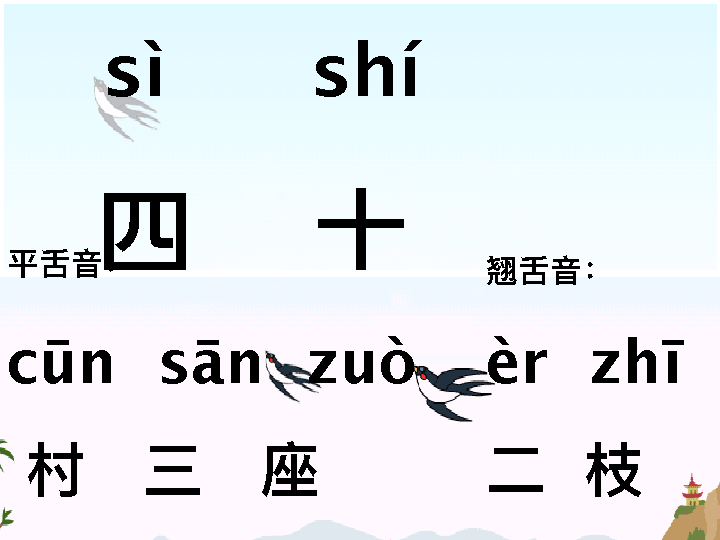 sì shí
四 十
平舌音:
翘舌音:
cūn sān zuò èr zhī
村 三 座 二 枝